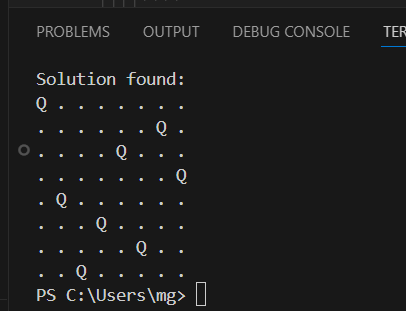 PROBLEMS OUTPUT DEBUG CONSOLE TER
Solution found:
Q . . . . . . .
. . . . . . Q .
. . . . Q . . .
. . . . . . . Q
. Q . . . . . .
. . . Q . . . .
. . . . . Q . .
. . Q . . . . .
PS C:\Users\mg>